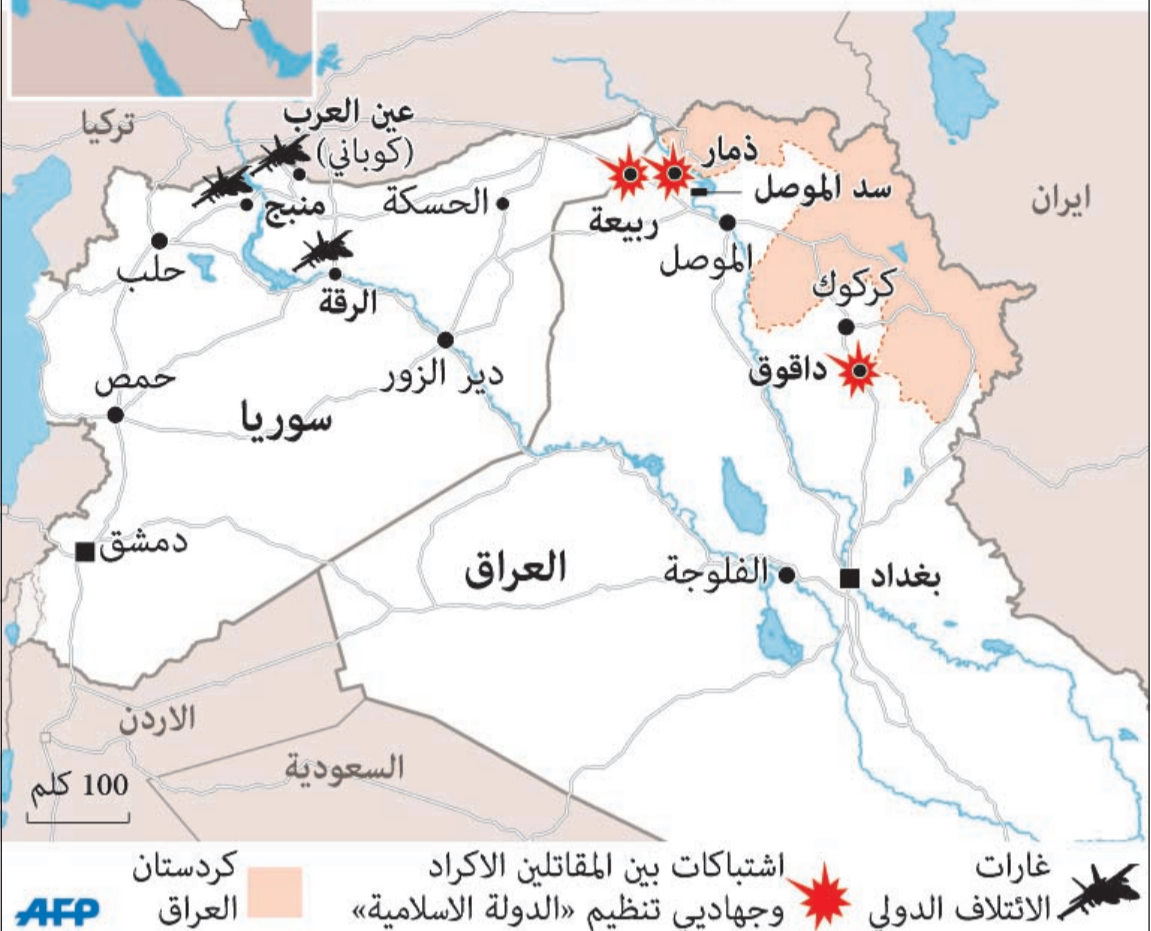 تركيا
عين العرب
(كوباني)
منبج
الحسكة
حلب
الرقة
دير الزور
حمص
سوريا
دمشق
ذمار
سد الموصل
ربيعة
الموصل
كركوك
داقوق
ايران
العراق
الفلوجة
بغداد
الاردن
السعودية
100 كلم
غارات
الائتلاف الدولي
اشتباكات بين المقاتلين الاكراد
وجهاديي تنظيم «الدولة الاسلامية»
كردستان
العراق
AFP